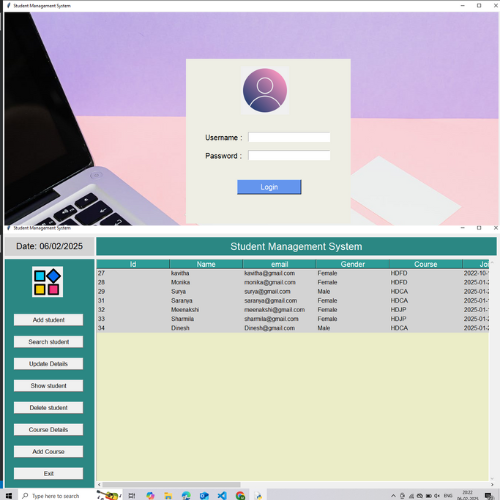 Student Management System
Username :
Password :
Login
Student Management System
Date: 06/02/2025
Student Management System
Id Name email Gender Course
27 kavitha kavitha@gmail.com Female HDFD 2022-10-
28 Monika monika@gmail.com Female HDFD 2025-01-
29 Surya surya@gmail.com Male HDCA 2025-01-
31 Saranya saranya@gmail.com Female HDCA 2025-01-
32 Meenakshi meenakshi@gmail.com Female HDJP 2025-01-
33 Sharmila sharmila@gmail.com Female HDJP 2025-01-
34 Dinesh Dinesh@gmail.com Male HDCA 2025-01-
Add student
Search student
Update Details
Show student
Delete student
Course Details
Add Course
Exit
Type here to search
ENG
20:22
06-02-2025